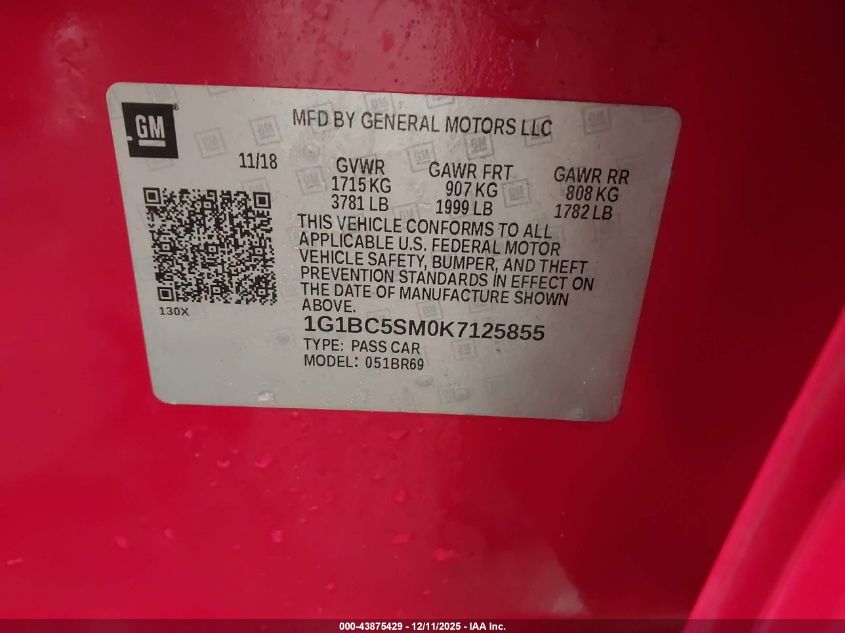 GM
MFD BY GENERAL MOTORS LLC
11/18
GVWR
1715 KG
3781 LB
GAWR FRT
907 KG
1999 LB
GAWR RR
808 KG
1782 LB
THIS VEHICLE CONFORMS TO ALL
APPLICABLE U.S. FEDERAL MOTOR
VEHICLE SAFETY, BUMPER, AND THEFT
PREVENTION STANDARDS IN EFFECT ON
THE DATE OF MANUFACTURE SHOWN
ABOVE.
130X
1G1BC5SM0K7125855
TYPE: PASS CAR
MODEL: 051BR69
000-43875429 - 12/11/2025 - IAA Inc.